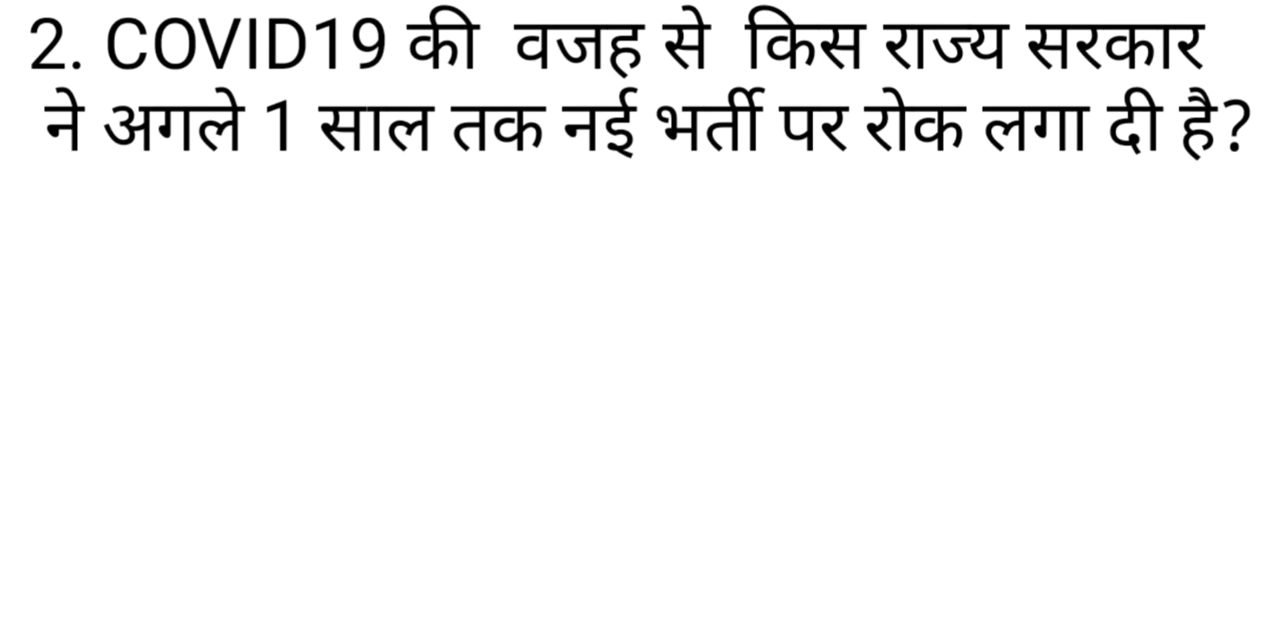 2. COVID19 की वजह से किस राज्य सरकार
ने अगले 1 साल तक नई भर्ती पर रोक लगा दी है?